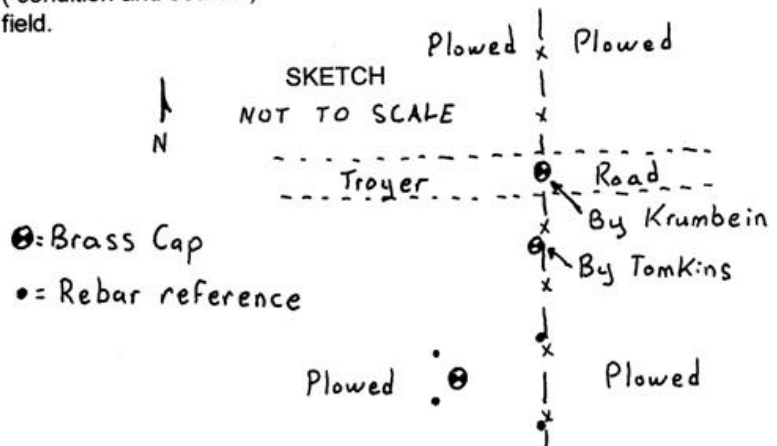 field.
Plowed Plowed
SKETCH
NOT TO SCALE
N
Troyer Road
By Krumbein
= Brass Cap
By Tomkins
= Rebar reference
Plowed Plowed